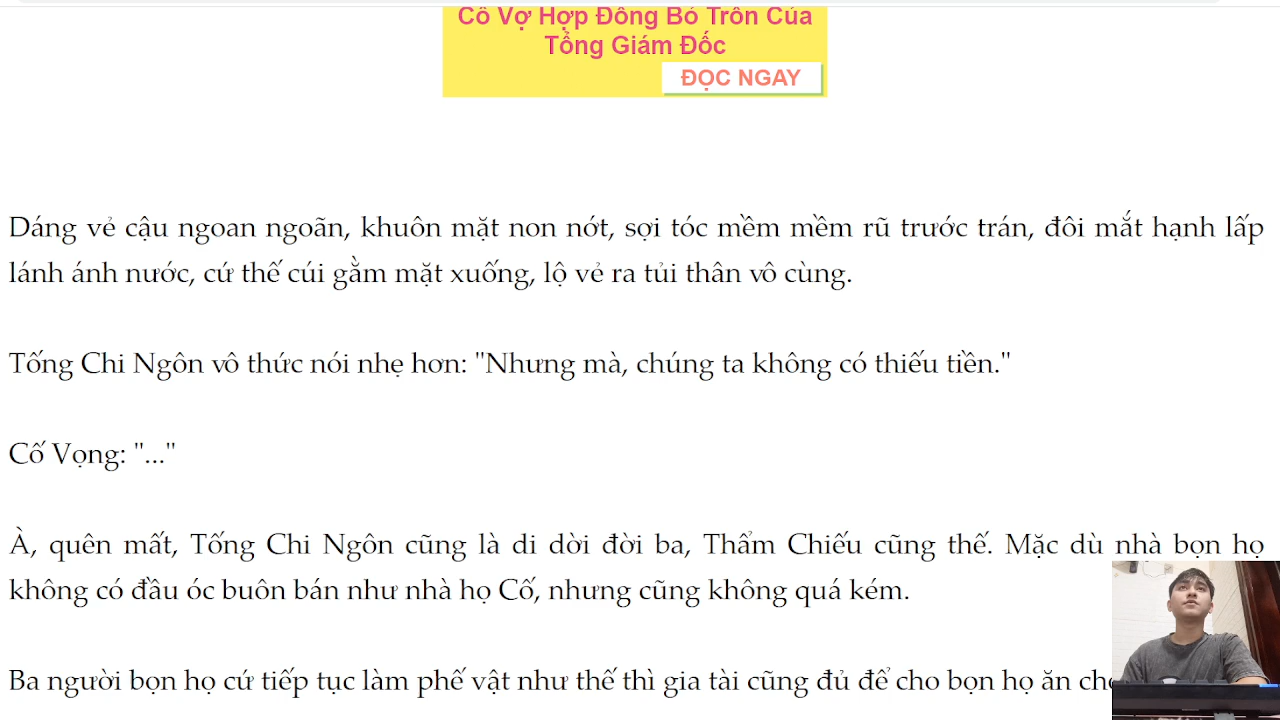 Cô Vợ Hợp Đồng Bỏ Trốn Của
Tổng Giám Đốc
ĐỌC NGAY
Dáng vẻ cậu ngoan ngoãn, khuôn mặt non nớt, sợi tóc mềm mềm rũ trước trán, đôi mắt hạnh lấp
lánh ánh nước, cứ thế cúi gằm mặt xuống, lộ vẻ ra tủi thân vô cùng.
Tống Chi Ngôn vô thức nói nhẹ hơn: "Nhưng mà, chúng ta không có thiếu tiền."
Cố Vọng: "..."
À, quên mất, Tống Chi Ngôn cũng là di dời đời ba, Thẩm Chiếu cũng thế. Mặc dù nhà bọn họ
không có đầu óc buôn bán như nhà họ Cố, nhưng cũng không quá kém.
Ba người bọn họ cứ tiếp tục làm phế vật như thế thì gia tài cũng đủ để cho bọn họ ăn